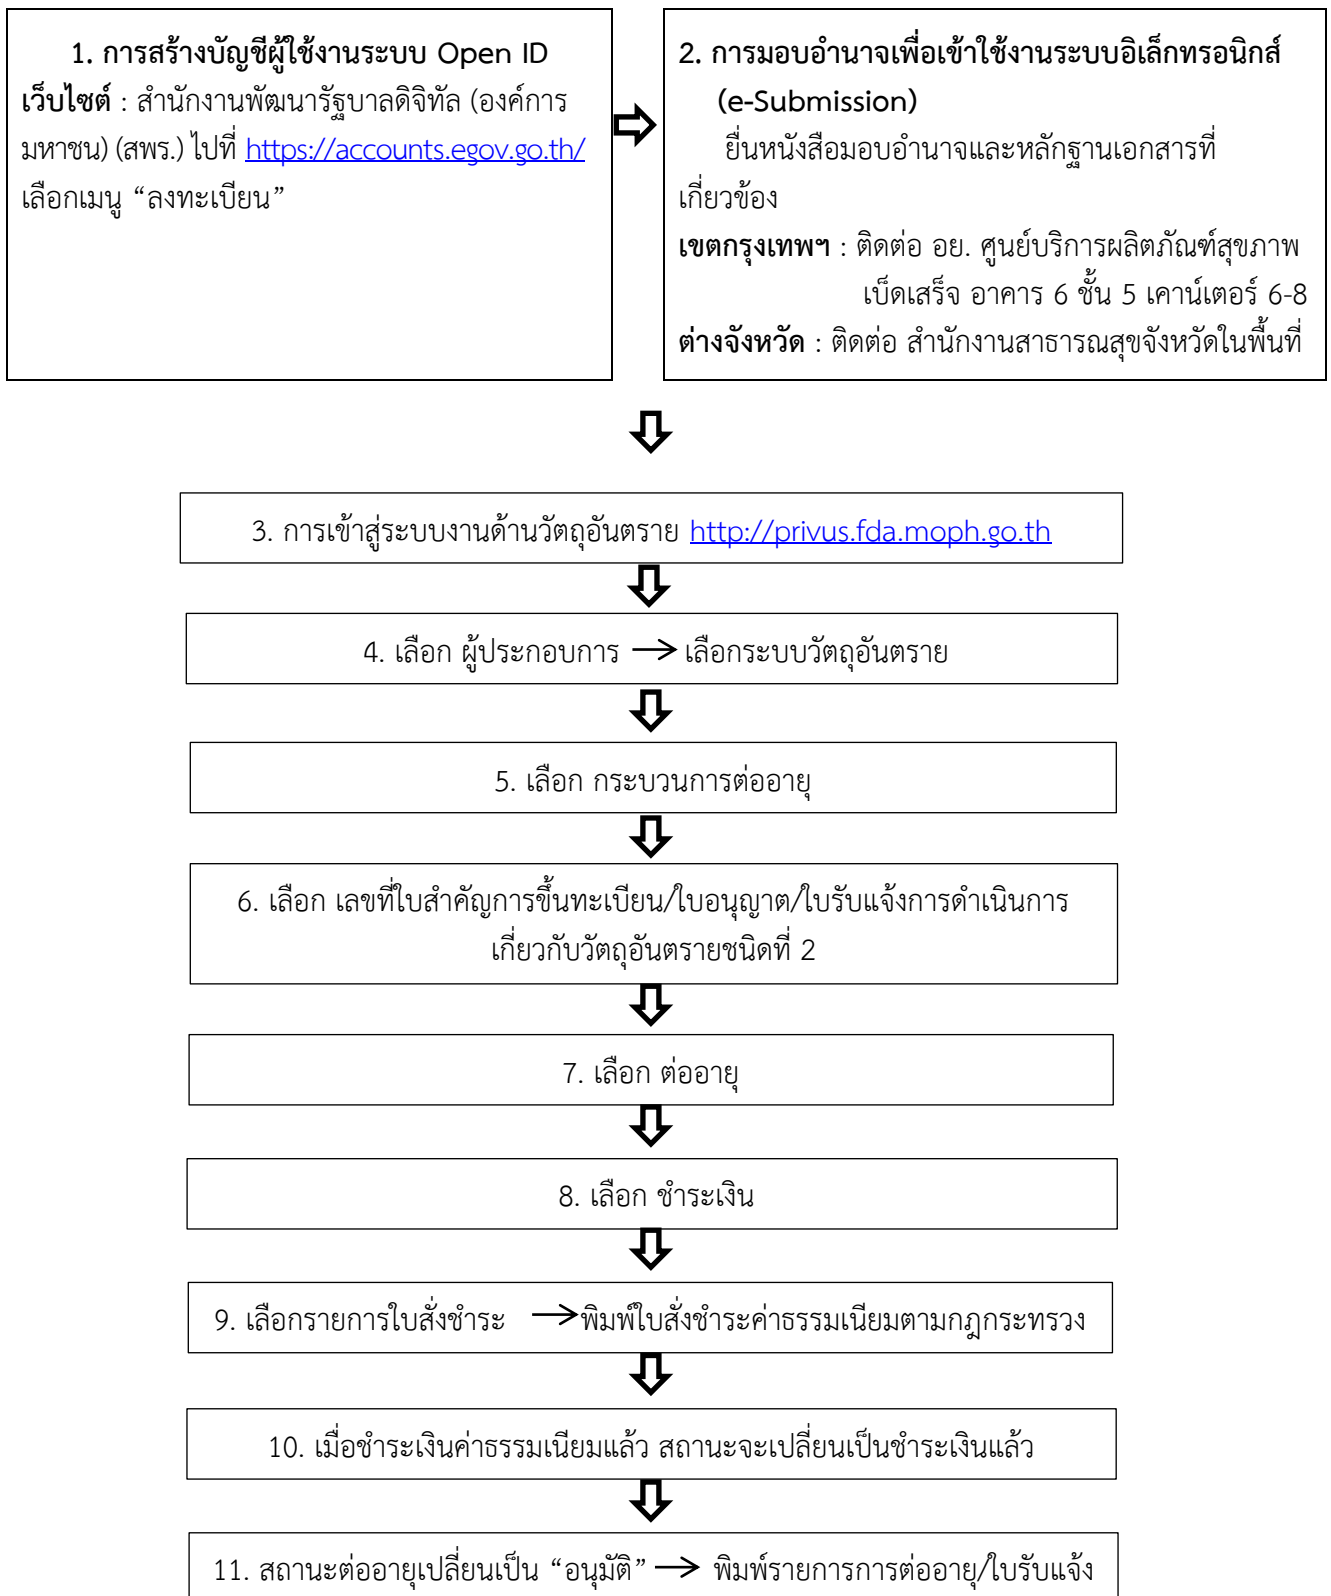 1. การสร้างบัญชีผู้ใช้งานระบบ Open ID
เว็บไซต์ : สำนักงานพัฒนารัฐบาลดิจิทัล (องค์การ
มหาชน) (สพร.) ไปที่ https://accounts.egov.go.th/
เลือกเมนู “ลงทะเบียน”
2. การมอบอำนาจเพื่อเข้าใช้งานระบบอิเล็กทรอนิกส์
(e-Submission)
ยื่นหนังสือมอบอำนาจและหลักฐานเอกสารที่
เกี่ยวข้อง
เขตกรุงเทพฯ : ติดต่อ อย. ศูนย์บริการผลิตภัณฑ์สุขภาพ
เบ็ดเสร็จ อาคาร 6 ชั้น 5 เคาน์เตอร์ 6-8
ต่างจังหวัด : ติดต่อ สำนักงานสาธารณสุขจังหวัดในพื้นที่
3. การเข้าสู่ระบบงานด้านวัตถุอันตราย http://privus.fda.moph.go.th
4. เลือก ผู้ประกอบการ → เลือกระบบวัตถุอันตราย
5. เลือก กระบวนการต่ออายุ
6. เลือก เลขที่ใบสำคัญการขึ้นทะเบียน/ใบอนุญาต/ใบรับแจ้งการดำเนินการ
เกี่ยวกับวัตถุอันตรายชนิดที่ 2
7. เลือก ต่ออายุ
8. เลือก ชำระเงิน
9. เลือกรายการใบสั่งชำระ → พิมพ์ใบสั่งชำระค่าธรรมเนียมตามกฎกระทรวง
10. เมื่อชำระเงินค่าธรรมเนียมแล้ว สถานะจะเปลี่ยนเป็นชำระเงินแล้ว
11. สถานะต่ออายุเปลี่ยนเป็น “อนุมัติ” → พิมพ์รายการการต่ออายุ/ใบรับแจ้ง